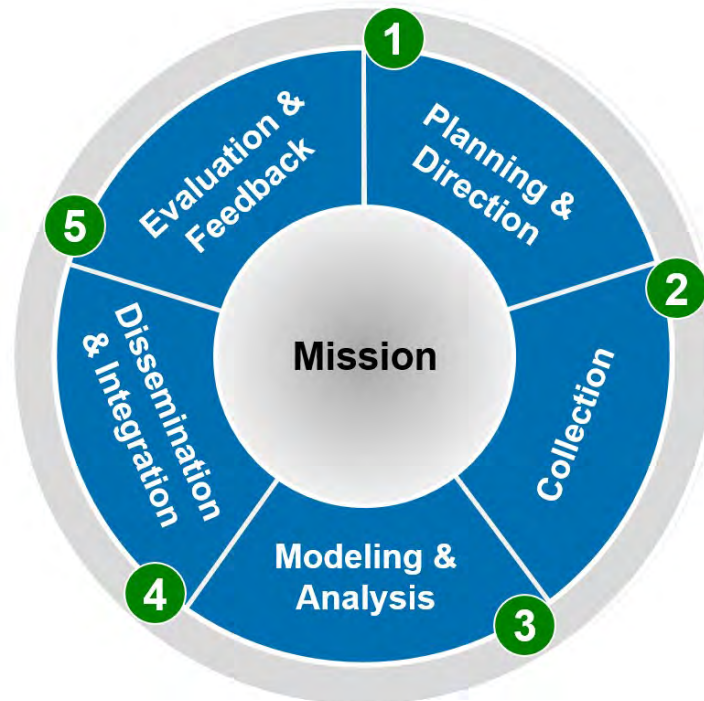 1
Planning &
Direction
2
Collection
3
Modeling &
Analysis
4
Dissemination
& Integration
5
Evaluation &
Feedback
Mission